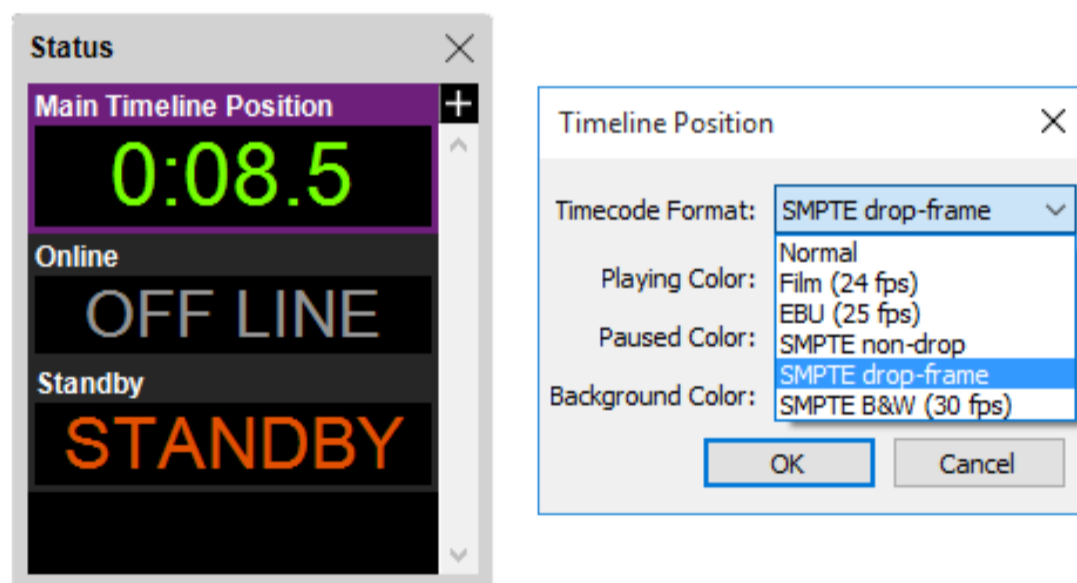 Status
Main Timeline Position
0:08.5
Online
OFF LINE
Standby
STANDBY
Timeline Position
Timecode Format: SMPTE drop-frame
Normal
Playing Color: Film (24 fps)
EBU (25 fps)
Paused Color: SMPTE non-drop
SMPTE drop-frame
Background Color: SMPTE B&W (30 fps)
OK Cancel